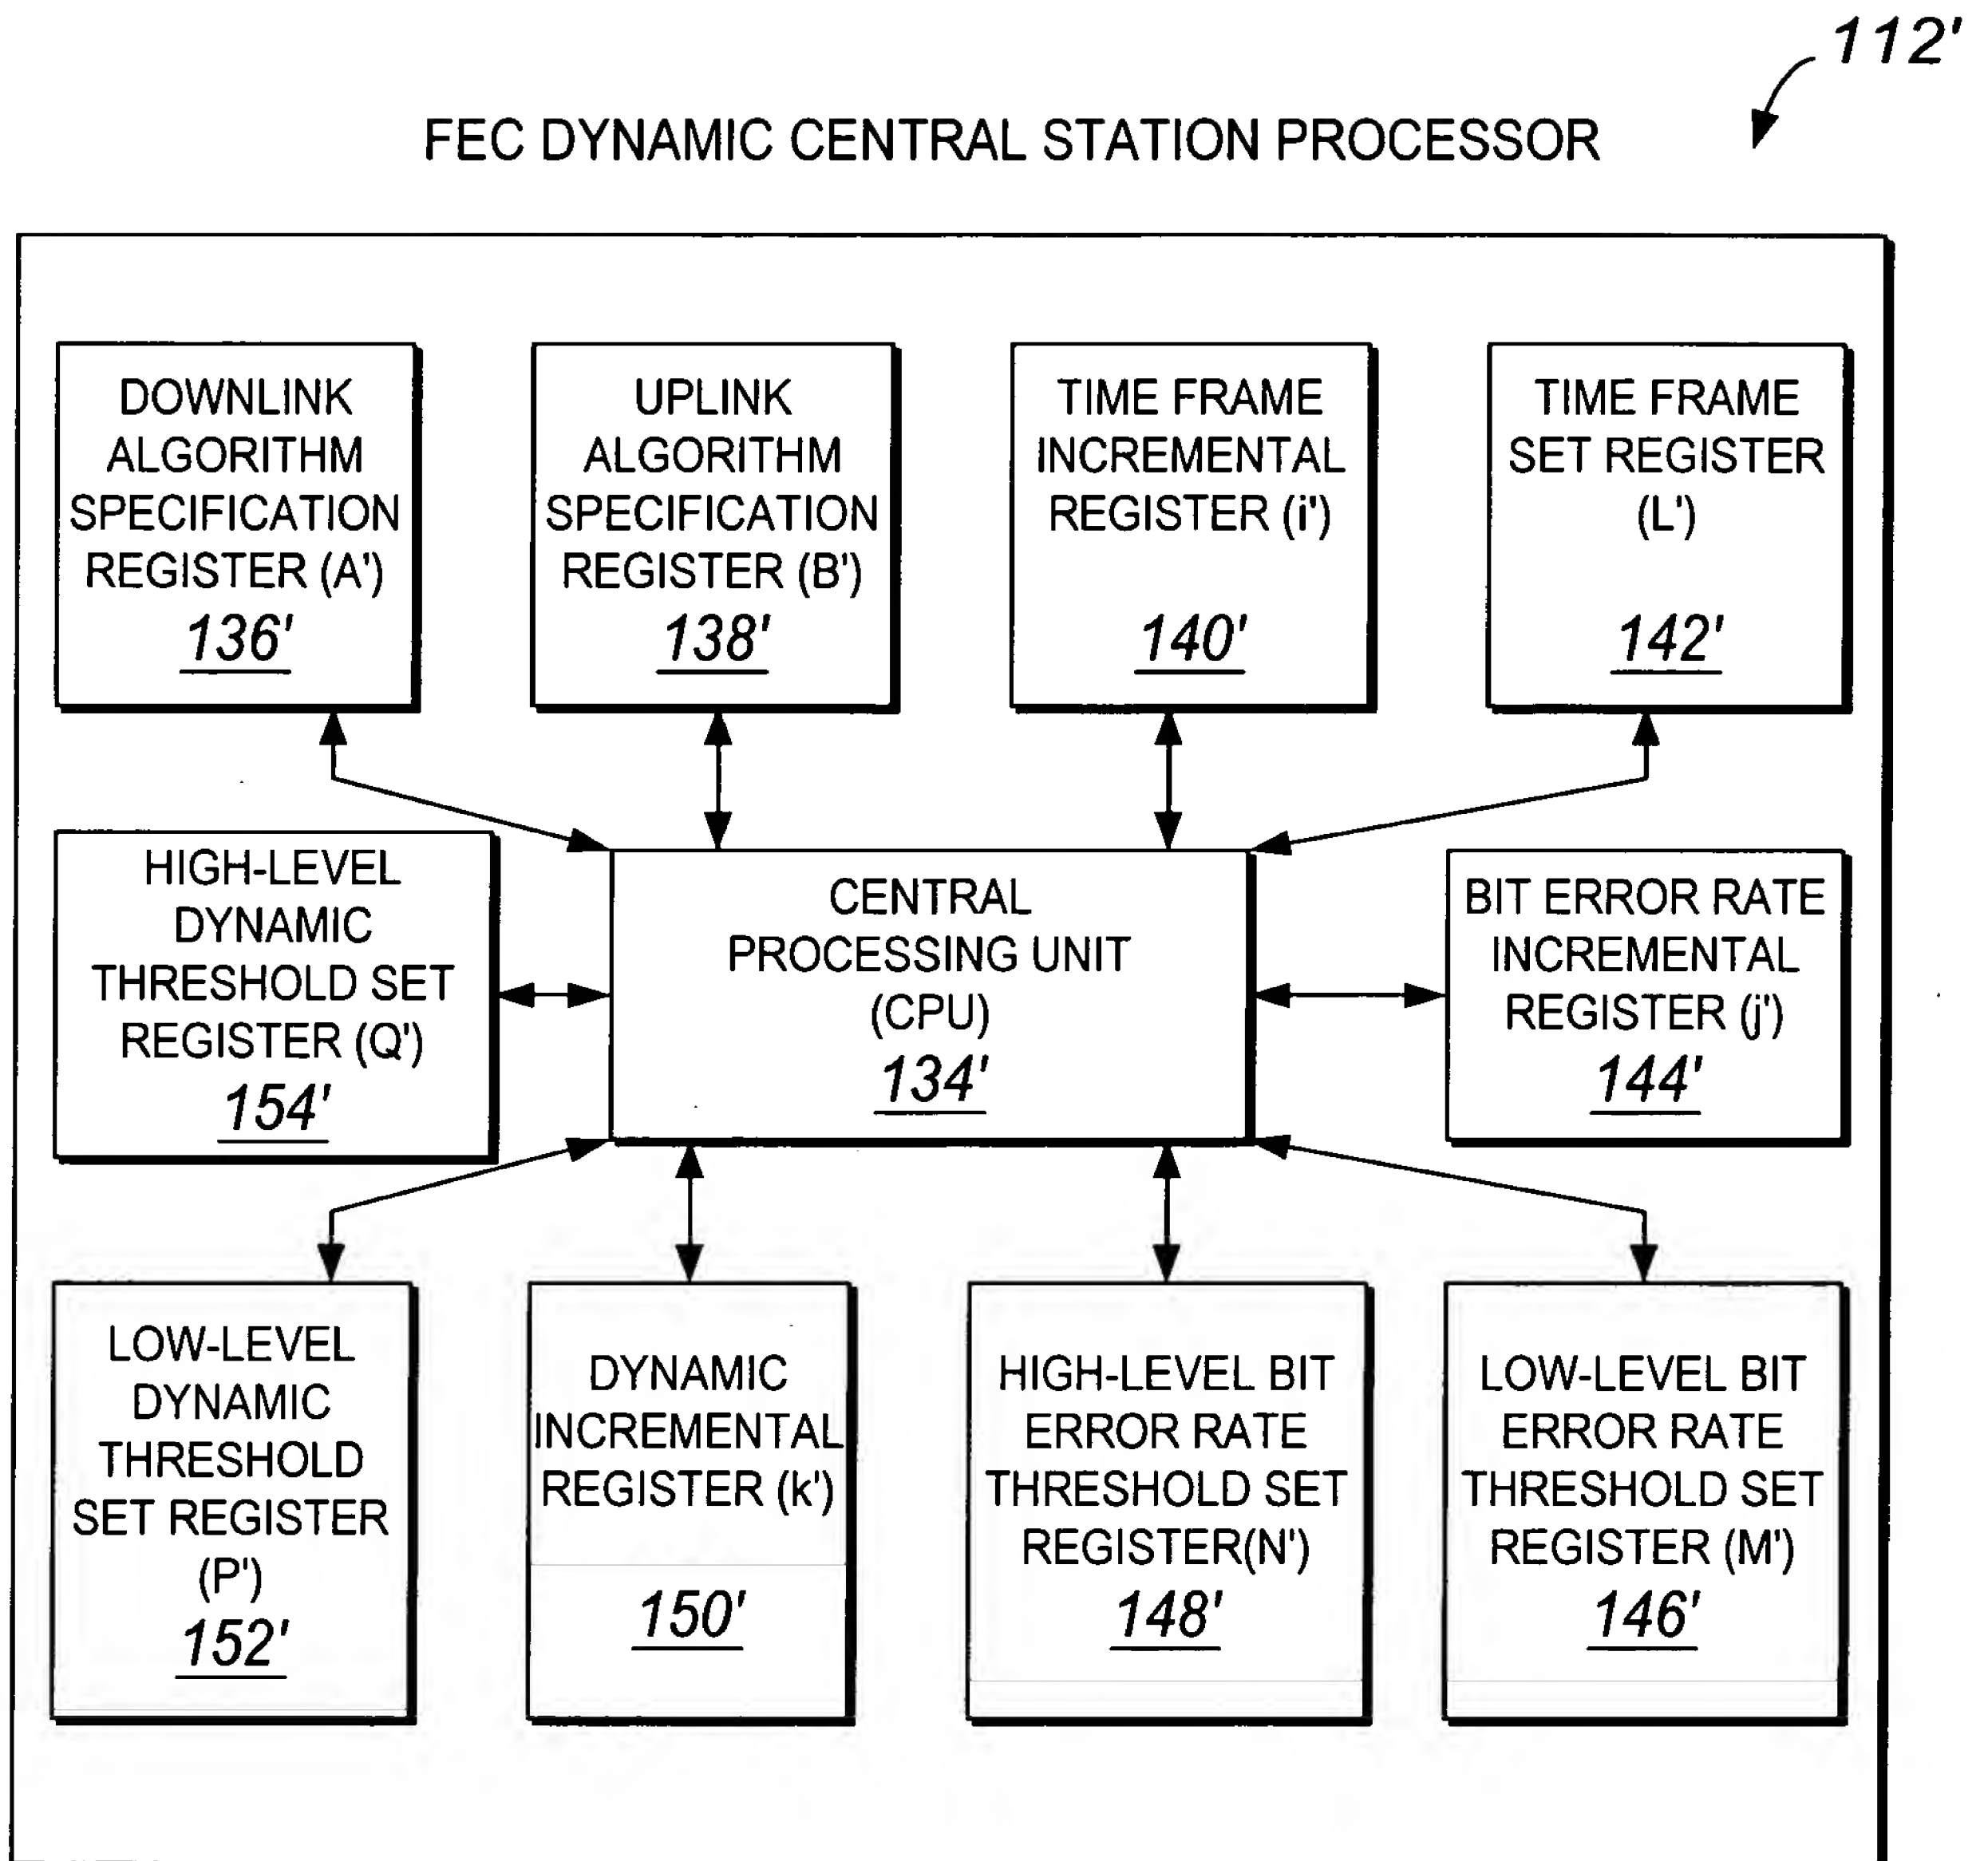 112'
FEC DYNAMIC CENTRAL STATION PROCESSOR
DOWNLINK
ALGORITHM
SPECIFICATION
REGISTER (A')
136'
UPLINK
ALGORITHM
SPECIFICATION
REGISTER (B')
138'
TIME FRAME
INCREMENTAL
REGISTER (i')
140'
TIME FRAME
SET REGISTER
(L')
142'
HIGH-LEVEL
DYNAMIC
THRESHOLD SET
REGISTER (Q')
154'
CENTRAL
PROCESSING UNIT
(CPU)
134'
BIT ERROR RATE
INCREMENTAL
REGISTER (j')
144'
LOW-LEVEL
DYNAMIC
THRESHOLD
SET REGISTER
(P')
152'
DYNAMIC
INCREMENTAL
REGISTER (k')
150'
HIGH-LEVEL BIT
ERROR RATE
THRESHOLD SET
REGISTER(N')
148'
LOW-LEVEL BIT
ERROR RATE
THRESHOLD SET
REGISTER (M')
146'